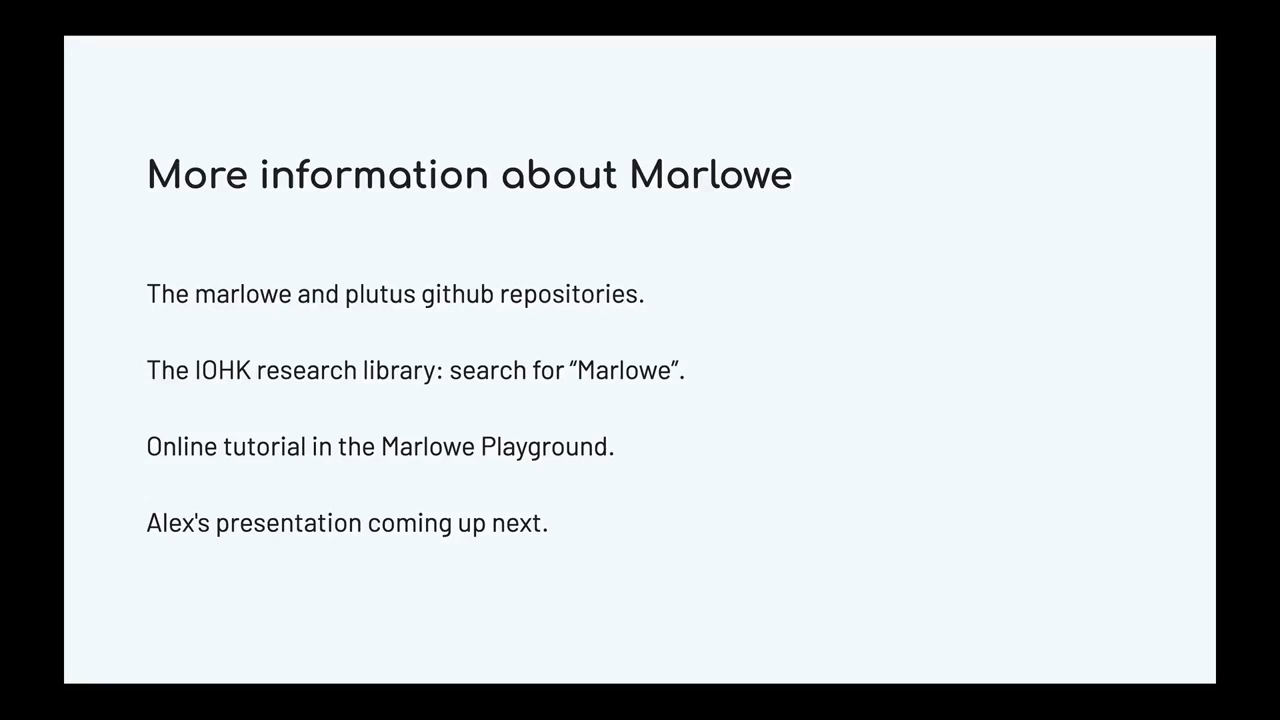 More information about Marlowe
The marlowe and plutus github repositories.
The IOHK research library: search for “Marlowe”.
Online tutorial in the Marlowe Playground.
Alex's presentation coming up next.